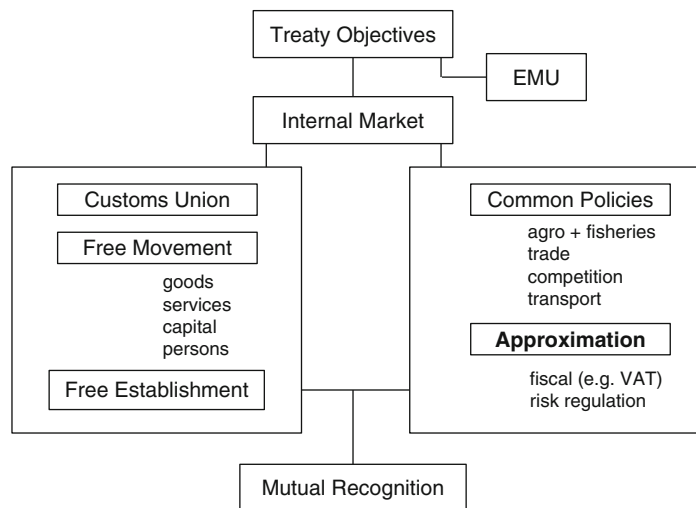 Treaty Objectives
EMU
Internal Market
Customs Union
Free Movement
goods
services
capital
persons
Free Establishment
Common Policies
agro + fisheries
trade
competition
transport
Approximation
fiscal (e.g. VAT)
risk regulation
Mutual Recognition